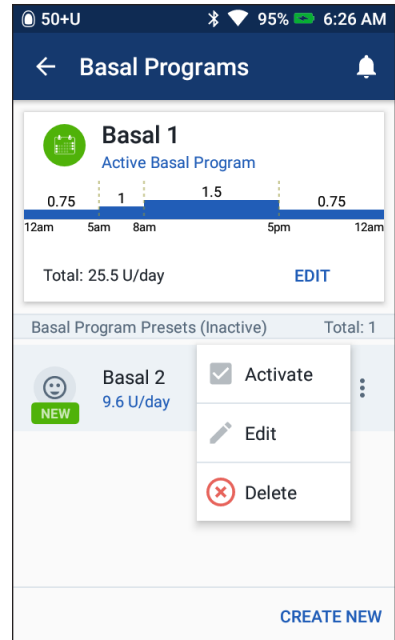 50+U 95% 6:26 AM
Basal Programs
Basal 1
Active Basal Program
0.75 1 1.5 0.75
12am 5am 8am 5pm 12am
Total: 25.5 U/day EDIT
Basal Program Presets (Inactive) Total: 1
Basal 2
9.6 U/day
NEW
Activate
Edit
Delete
CREATE NEW